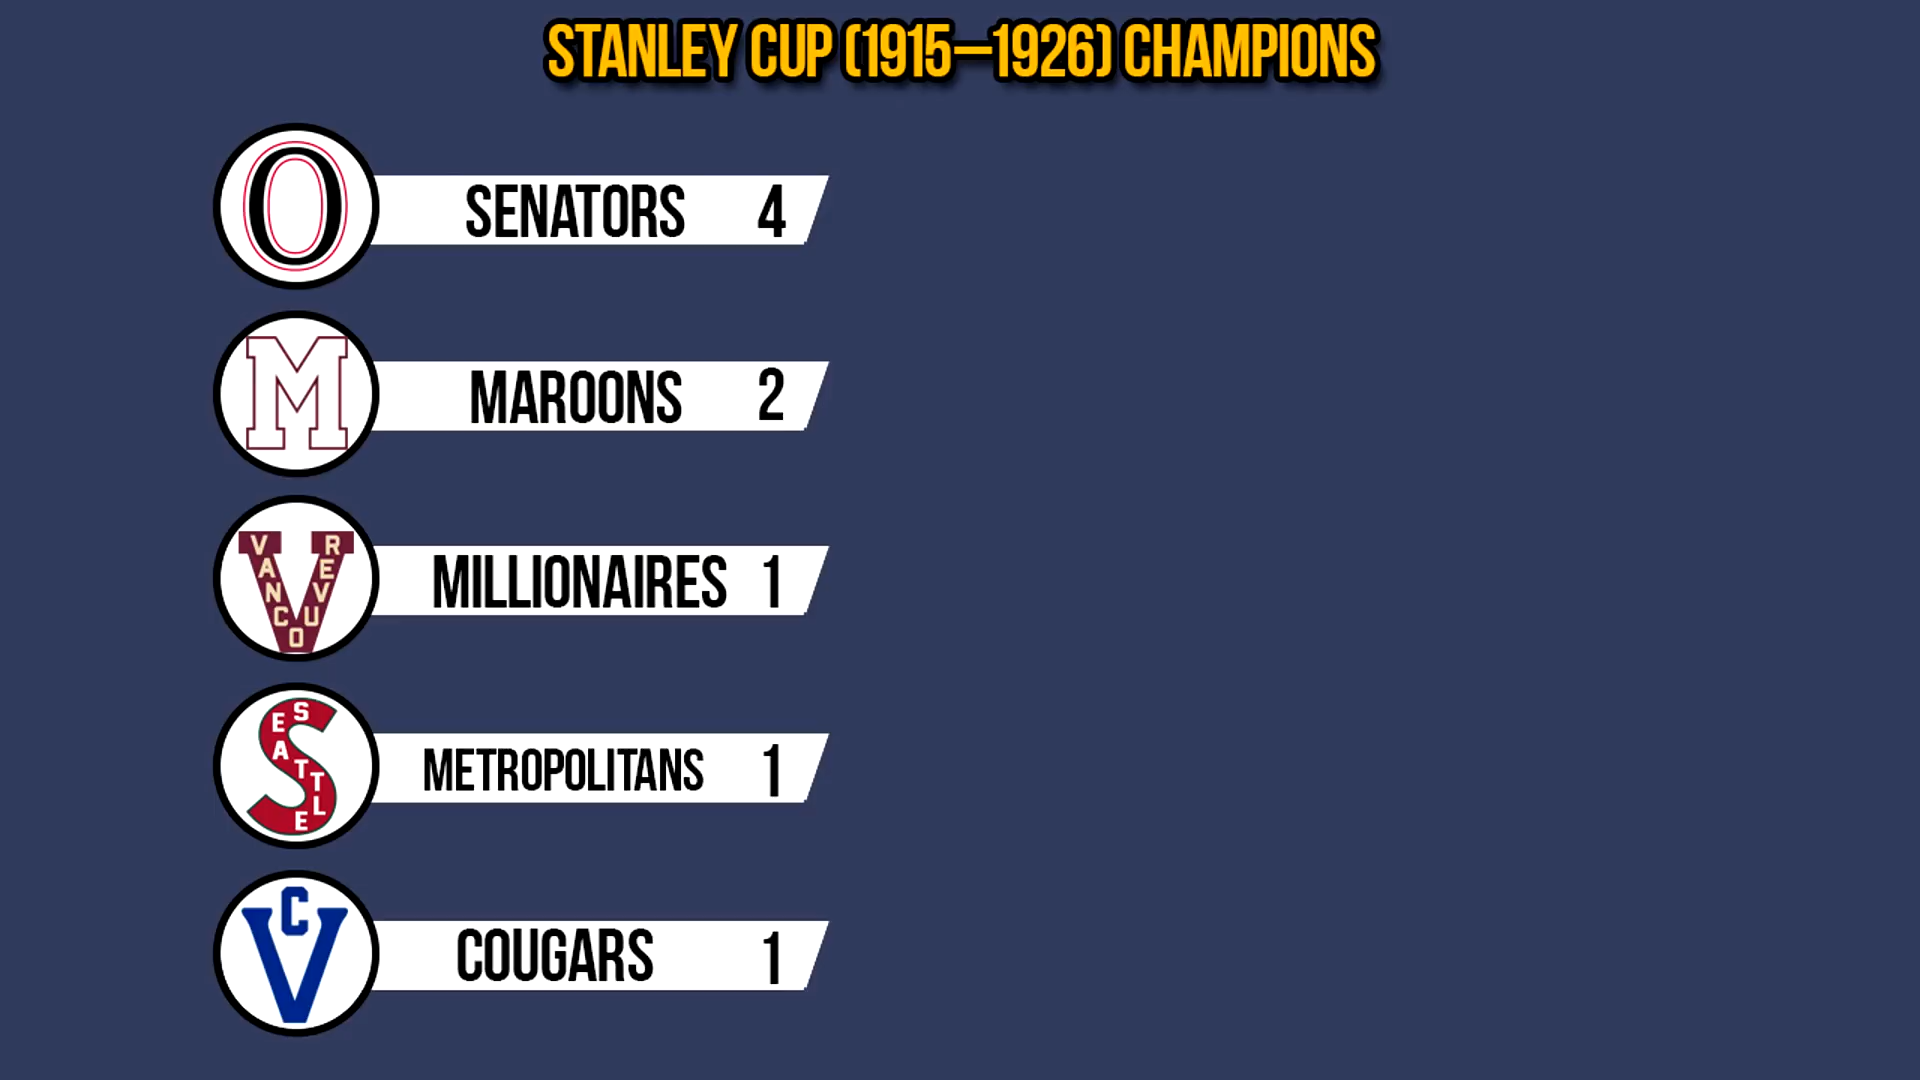 STANLEY CUP (1915–1926) CHAMPIONS
O
SENATORS 4
M
MAROONS 2
VANCOUVER
MILLIONAIRES 1
SEATTLE
METROPOLITANS 1
C
V
COUGARS 1